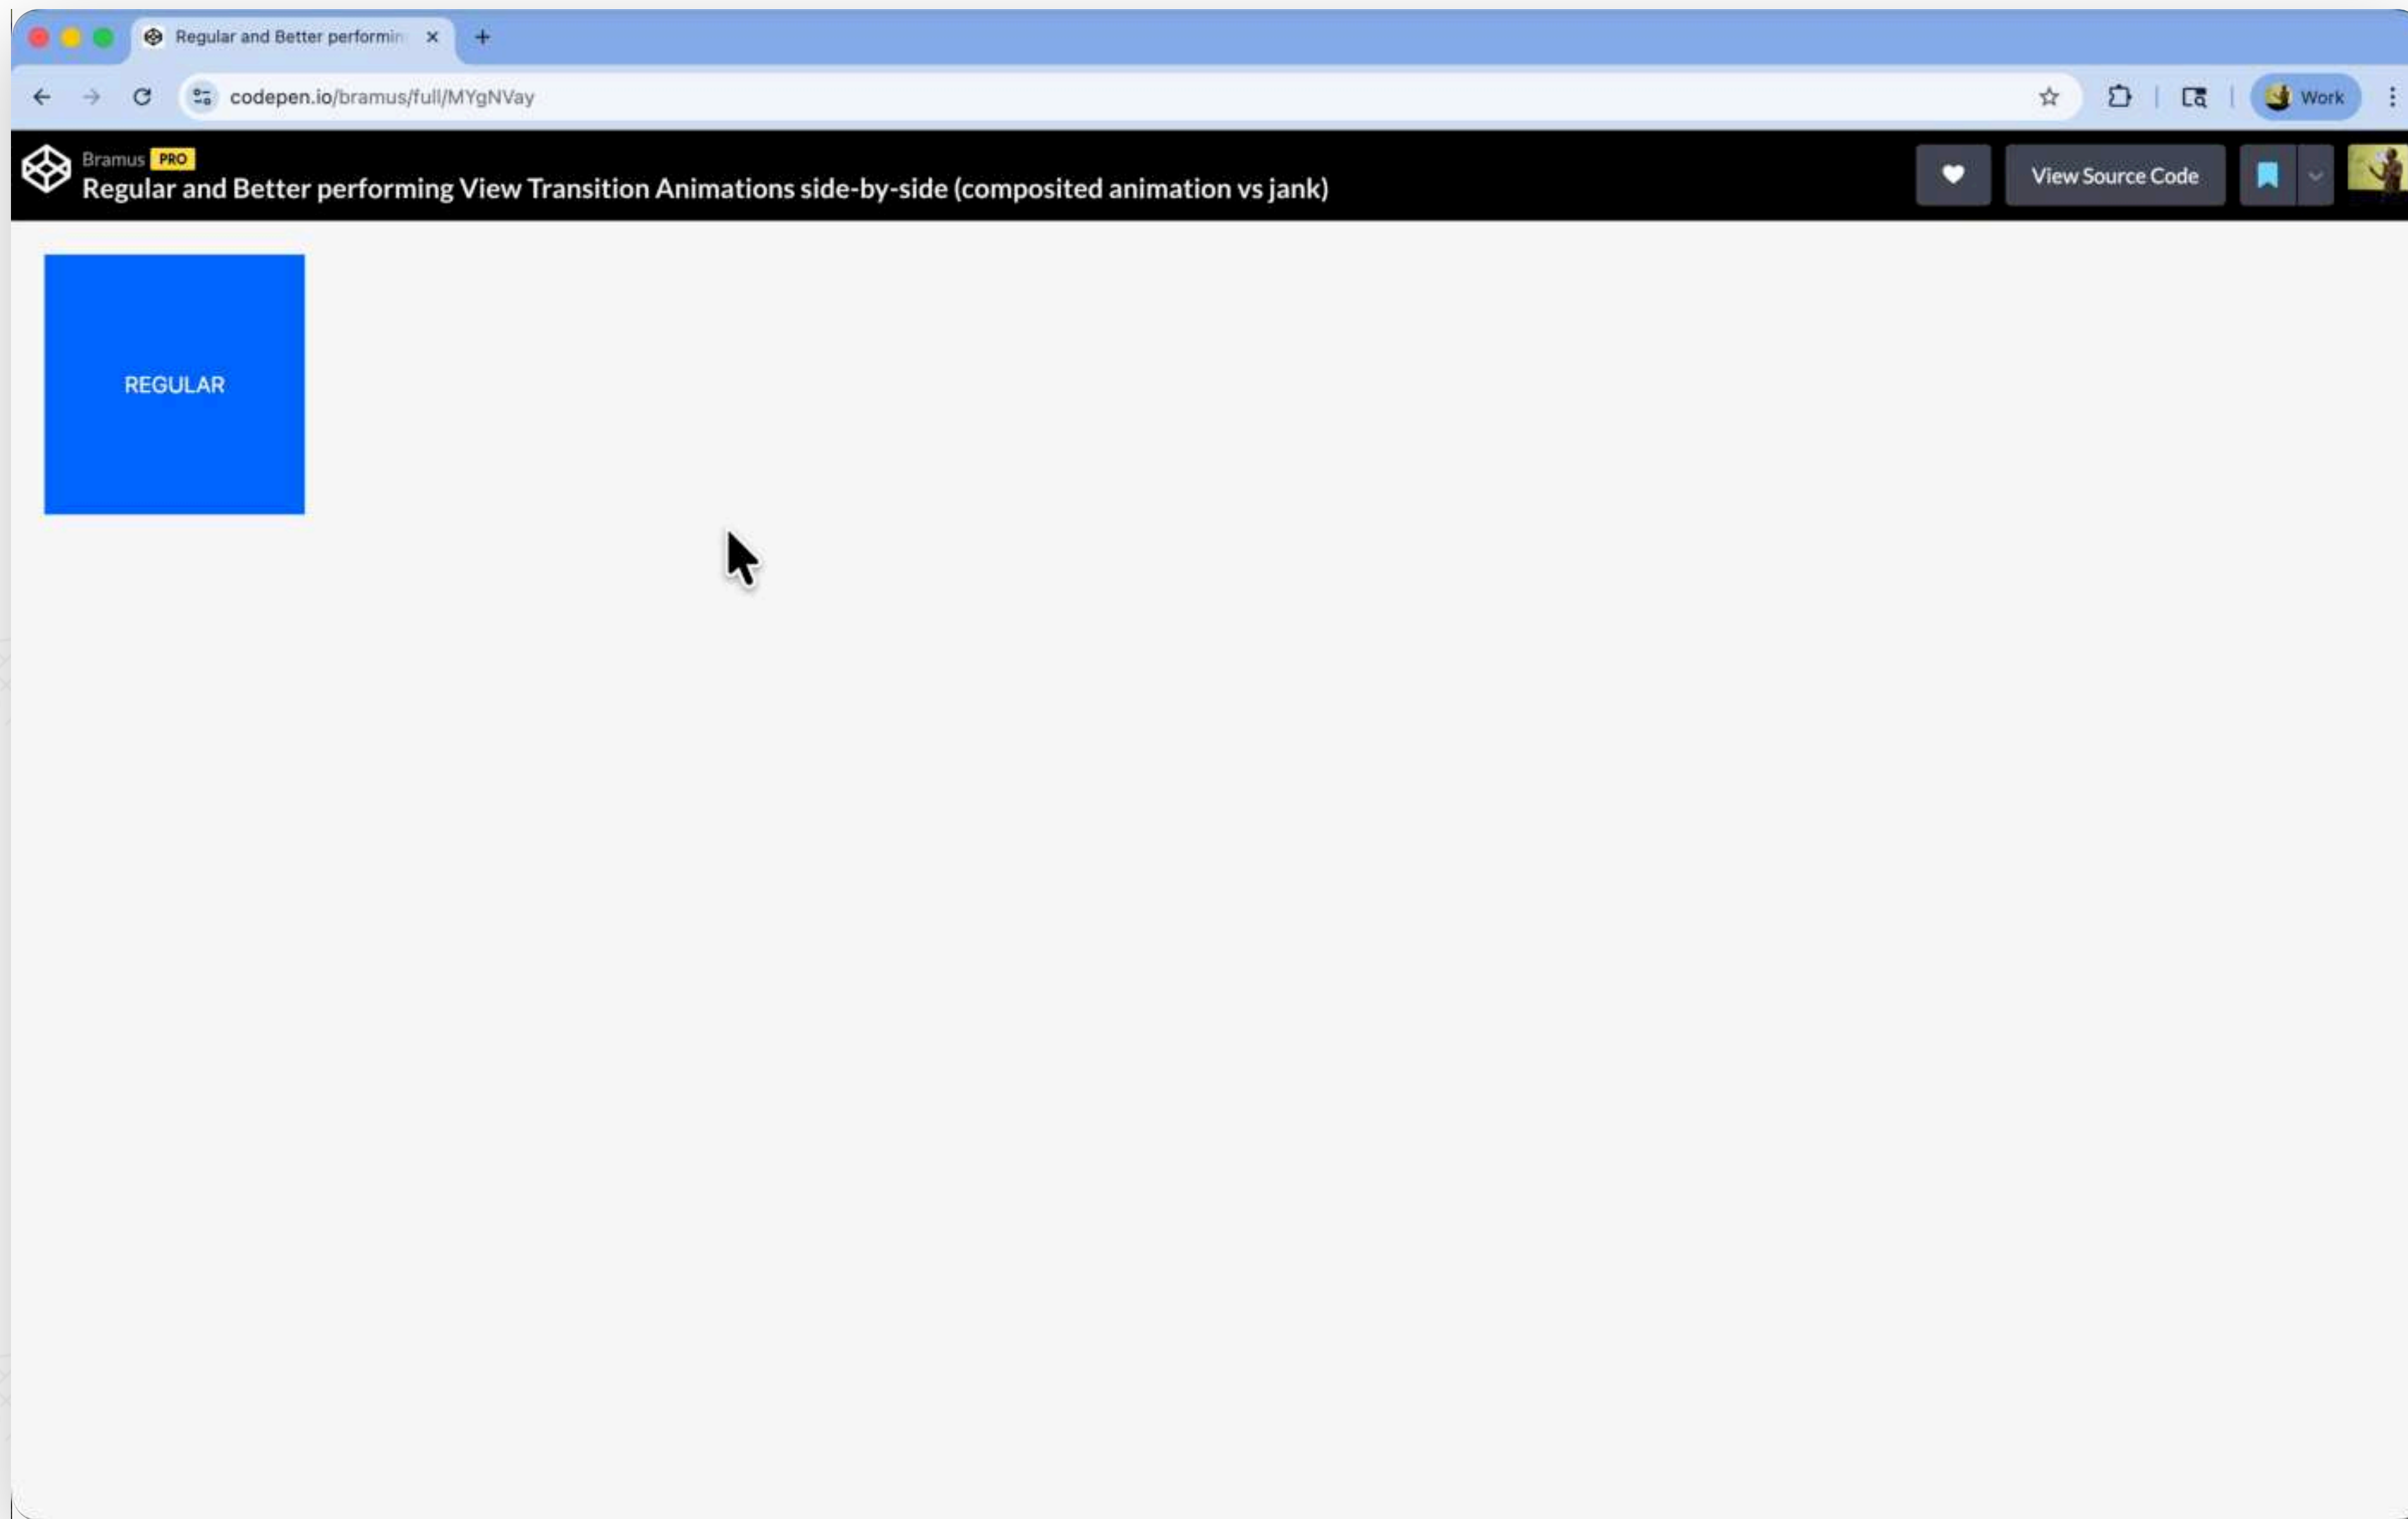 Regular and Better performin
codepen.io/bramus/full/MYgNVay
Work
Bramus PRO
Regular and Better performing View Transition Animations side-by-side (composited animation vs jank)
View Source Code
REGULAR